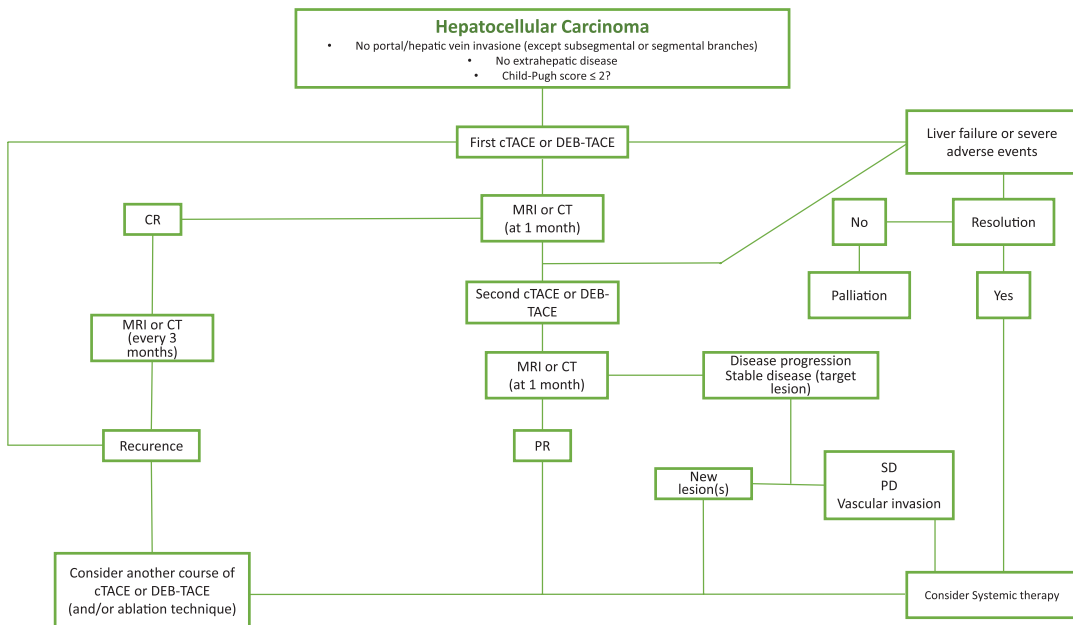 Hepatocellular Carcinoma
• No portal/hepatic vein invasione (except subsegmental or segmental branches)
• No extrahepatic disease
• Child-Pugh score ≤ 2?
First cTACE or DEB-TACE
Liver failure or severe
adverse events
CR
MRI or CT
(at 1 month)
No
Resolution
Second cTACE or DEB-
TACE
Palliation
Yes
MRI or CT
(every 3
months)
MRI or CT
(at 1 month)
Disease progression
Stable disease (target
lesion)
Recurence
PR
New
lesion(s)
SD
PD
Vascular invasion
Consider another course of
cTACE or DEB-TACE
(and/or ablation technique)
Consider Systemic therapy